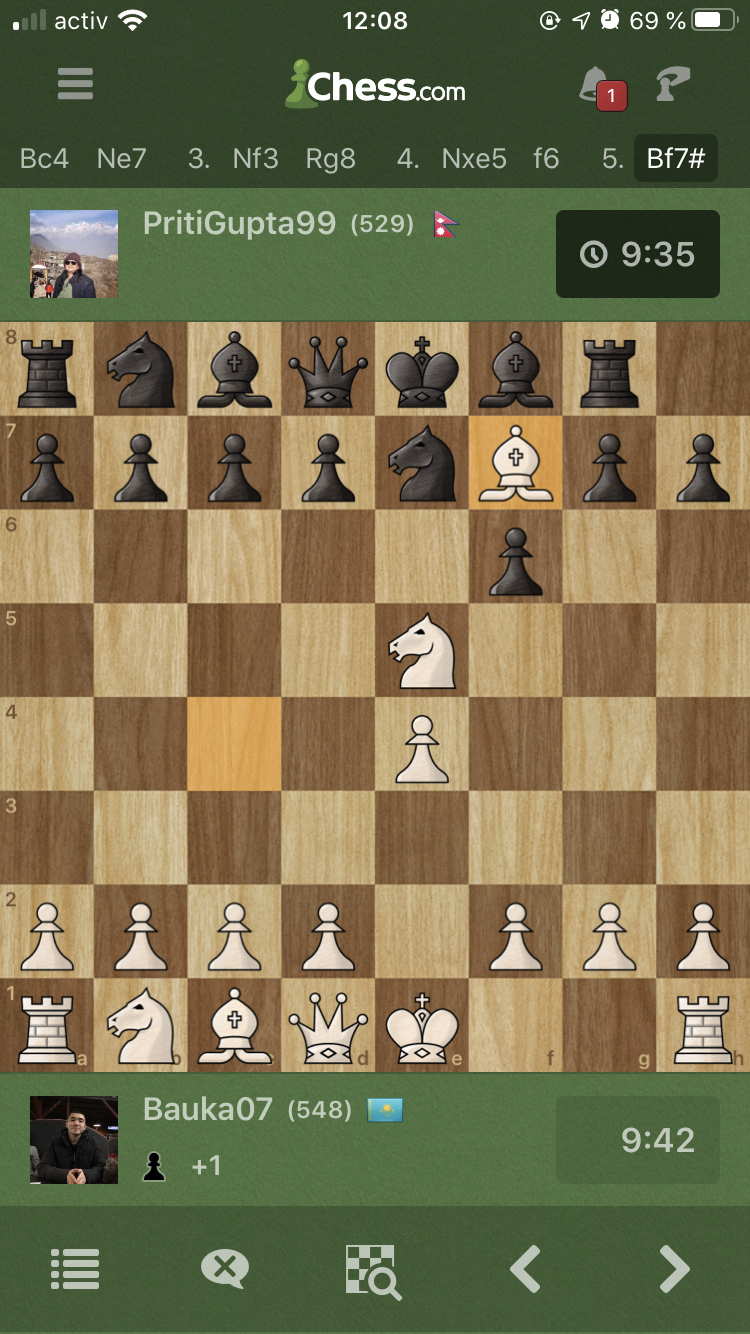 activ 12:08 69 %
Chess.com 1
Bc4 Ne7 3. Nf3 Rg8 4. Nxe5 f6 5. Bf7#
PritiGupta99 (529)
9:35
8
7
6
5
4
3
2
1
a b c d e f g h
Bauka07 (548)
9:42
+1